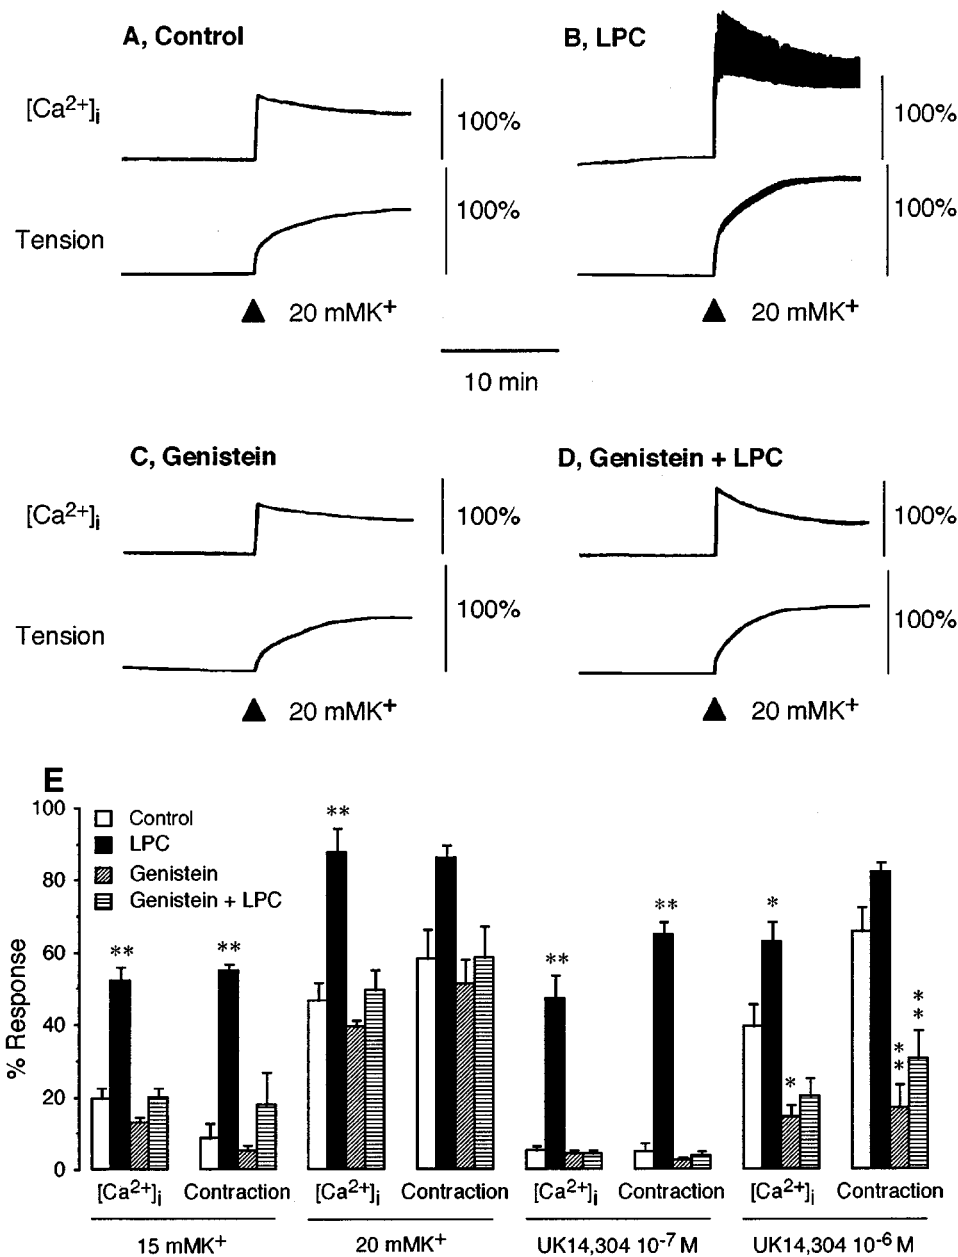 A, Control
B, LPC
[Ca²⁺]ᵢ
100%
100%
Tension
100%
100%
▲ 20 mMK⁺
▲ 20 mMK⁺
10 min
C, Genistein
D, Genistein + LPC
[Ca²⁺]ᵢ
100%
100%
Tension
100%
100%
▲ 20 mMK⁺
▲ 20 mMK⁺
E
% Response
100
80
60
40
20
0
Control
LPC
Genistein
Genistein + LPC
** ** ** ** ** * * ** **
[Ca²⁺]ᵢ Contraction [Ca²⁺]ᵢ Contraction [Ca²⁺]ᵢ Contraction [Ca²⁺]ᵢ Contraction
15 mMK⁺ 20 mMK⁺ UK14,304 10⁻⁷ M UK14,304 10⁻⁶ M